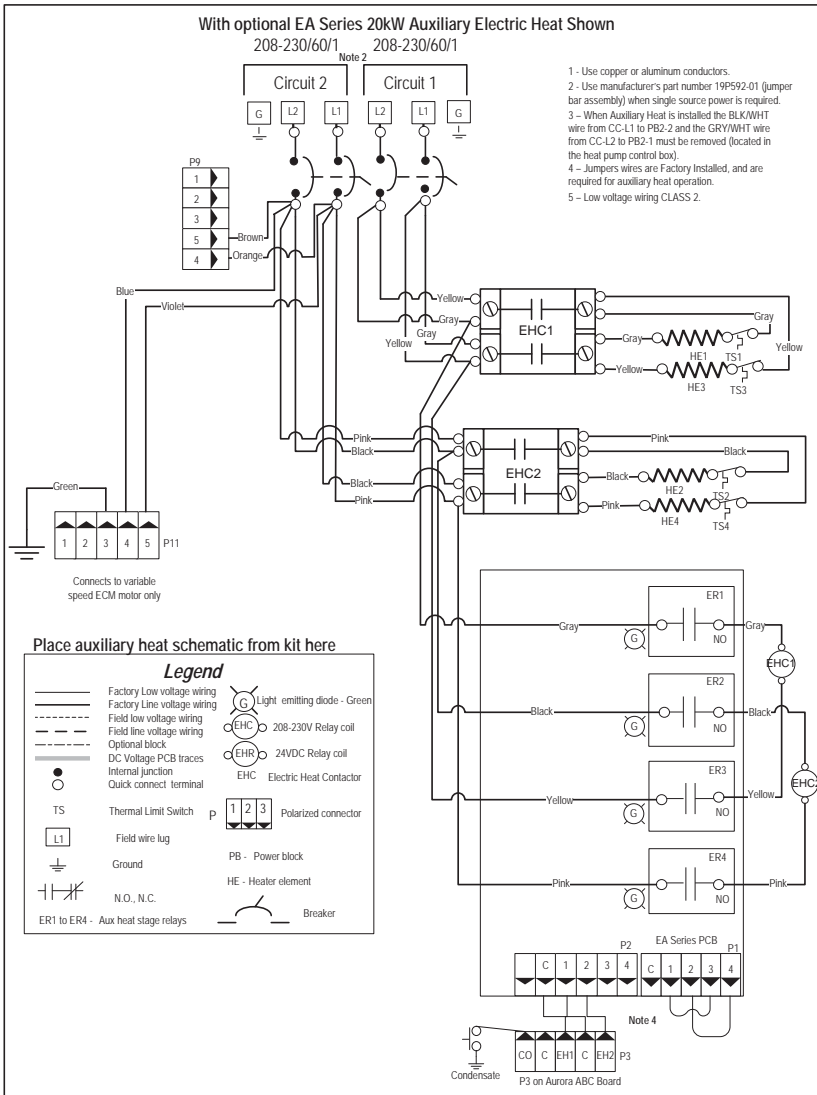 With optional EA Series 20kW Auxiliary Electric Heat Shown
208-230/60/1 208-230/60/1
Note 2
Circuit 2 Circuit 1
G L2 L1 L2 L1 G
1 - Use copper or aluminum conductors.
2 - Use manufacturer's part number 19P592-01 (jumper
bar assembly) when single source power is required.
3 – When Auxiliary Heat is installed the BLK/WHT
wire from CC-L1 to PB2-2 and the GRY/WHT wire
from CC-L2 to PB2-1 must be removed (located in
the heat pump control box).
4 – Jumpers wires are Factory Installed, and are
required for auxiliary heat operation.
5 – Low voltage wiring CLASS 2.
P9
1
2
3
5
4
Brown
Orange
Blue
Violet
Yellow
Gray
Gray
Yellow
EHC1
Gray
Gray
HE1
TS1
Yellow
Yellow
HE3
TS3
Pink
Black
Black
Pink
EHC2
Pink
Black
Black
HE2
TS2
Pink
HE4
TS4
Green
1 2 3 4 5 P11
Connects to variable
speed ECM motor only
ER1
Gray
G
NO
Gray
EHC1
ER2
Black
G
NO
Black
EHC2
ER3
Yellow
G
NO
Yellow
ER4
Pink
G
NO
Pink
Place auxiliary heat schematic from kit here
Legend
Factory Low voltage wiring
Factory Line voltage wiring
Field low voltage wiring
Field line voltage wiring
Optional block
DC Voltage PCB traces
Internal junction
Quick connect terminal
TS Thermal Limit Switch
L1 Field wire lug
Ground
N.O., N.C.
ER1 to ER4 - Aux heat stage relays
G Light emitting diode - Green
EHC 208-230V Relay coil
EHR 24VDC Relay coil
EHC Electric Heat Contactor
P 1 2 3 Polarized connector
PB - Power block
HE - Heater element
Breaker
EA Series PCB
P2
C 1 2 3 4
P1
C 1 2 3 4
Note 4
CO C EH1 C EH2 P3
Condensate
P3 on Aurora ABC Board